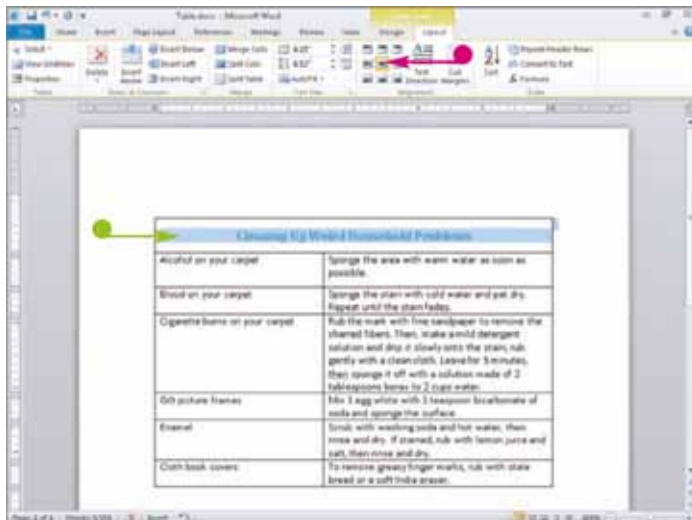 Table.docx - Microsoft Word
File Home Insert Page Layout References Mailings Review View Design Layout
Select Insert Below Merge Cells Repeat Header Rows
View Gridlines Delete Insert Above Insert Left Split Cells Text Direction Cell Margins Sort Convert to Text
Properties Insert Right Split Table AutoFit Formula
Table Rows & Columns Merge Cell Size Alignment Data
Cleaning Up Weird Household Problems
Alcohol on your carpet
Sponge the area with warm water as soon as
possible.
Blood on your carpet
Sponge the stain with cold water and pat dry.
Repeat until the stain fades.
Cigarette burns on your carpet
Rub the mark with fine sandpaper to remove the
charred fibers. Then, make a mild detergent
solution and drip it slowly onto the stain, rub
gently with a clean cloth. Leave for 5 minutes,
then sponge it off with a solution made of 2
tablespoons borax to 2 cups water.
Gilt picture frames
Mix 1 egg white with 1 teaspoon bicarbonate of
soda and sponge the surface.
Enamel
Scrub with washing soda and hot water, then
rinse and dry. If stained, rub with lemon juice and
salt, then rinse and dry.
Cloth book covers
To remove greasy finger marks, rub with stale
bread or a soft India eraser.